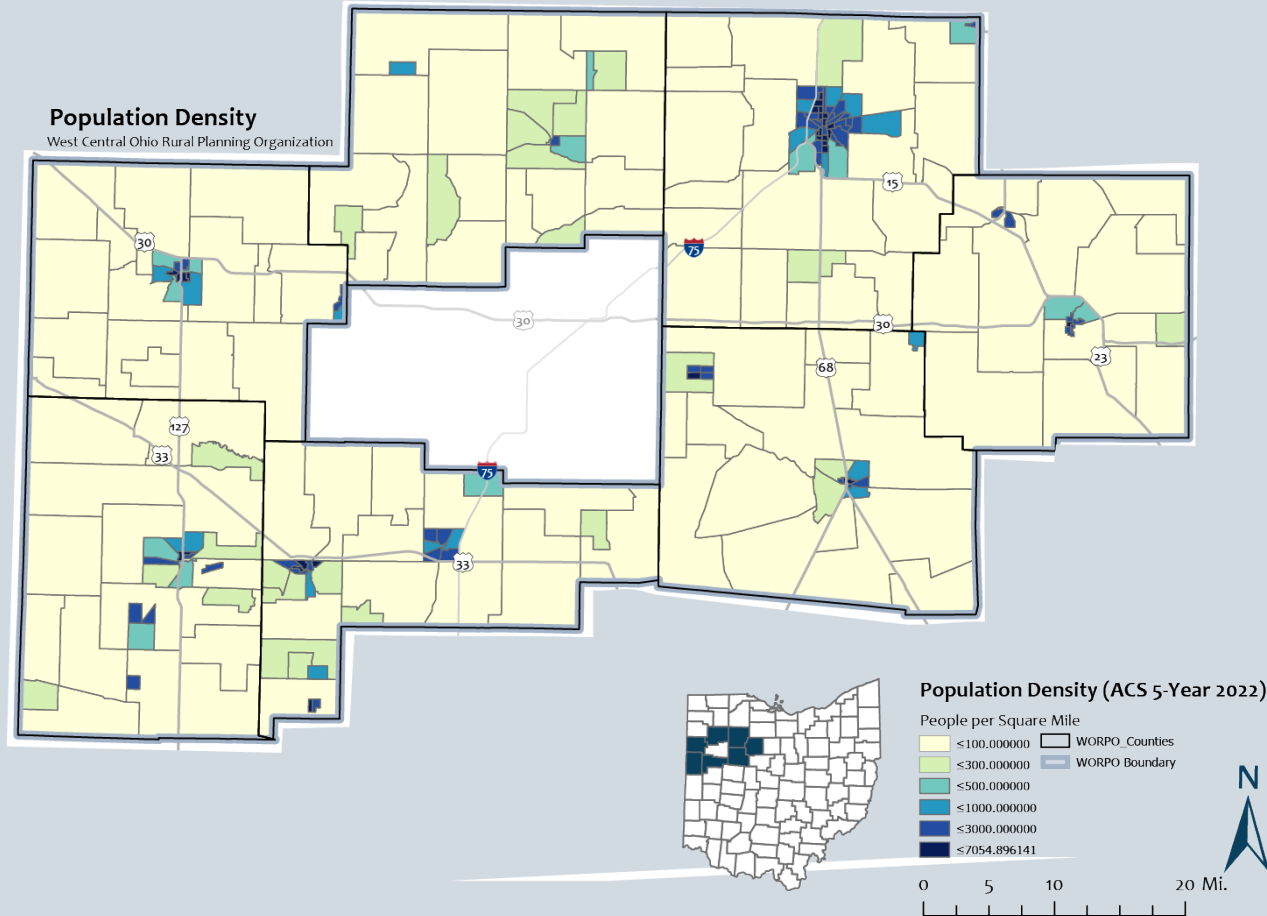 Population Density
West Central Ohio Rural Planning Organization
15
30
75
30
30
68
23
127
33
75
33
Population Density (ACS 5-Year 2022)
People per Square Mile
≤100.000000
WORPO_Counties
≤300.000000
WORPO Boundary
≤500.000000
≤1000.000000
≤3000.000000
≤7054.896141
N
0 5 10 20 Mi.